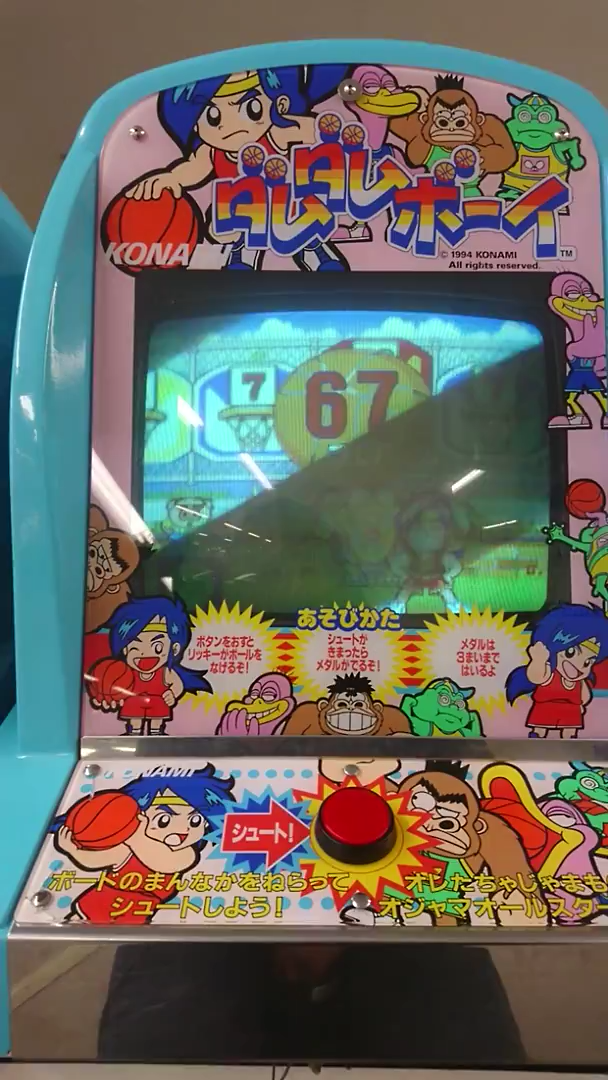 ダムダムボーイ
KONAMI
© 1994 KONAMI
TM
All rights reserved.
7
67
あそびかた
ボタンをおすと
リッキーがボールを
なげるぞ!
シュートが
きまったら
メダルがでるぞ!
メダルは
3まいまで
はいるよ
KONAMI
シュート!
ボードのまんなかをねらって
シュートしよう!
オレたちゃじゃまも
オジャマオールスター